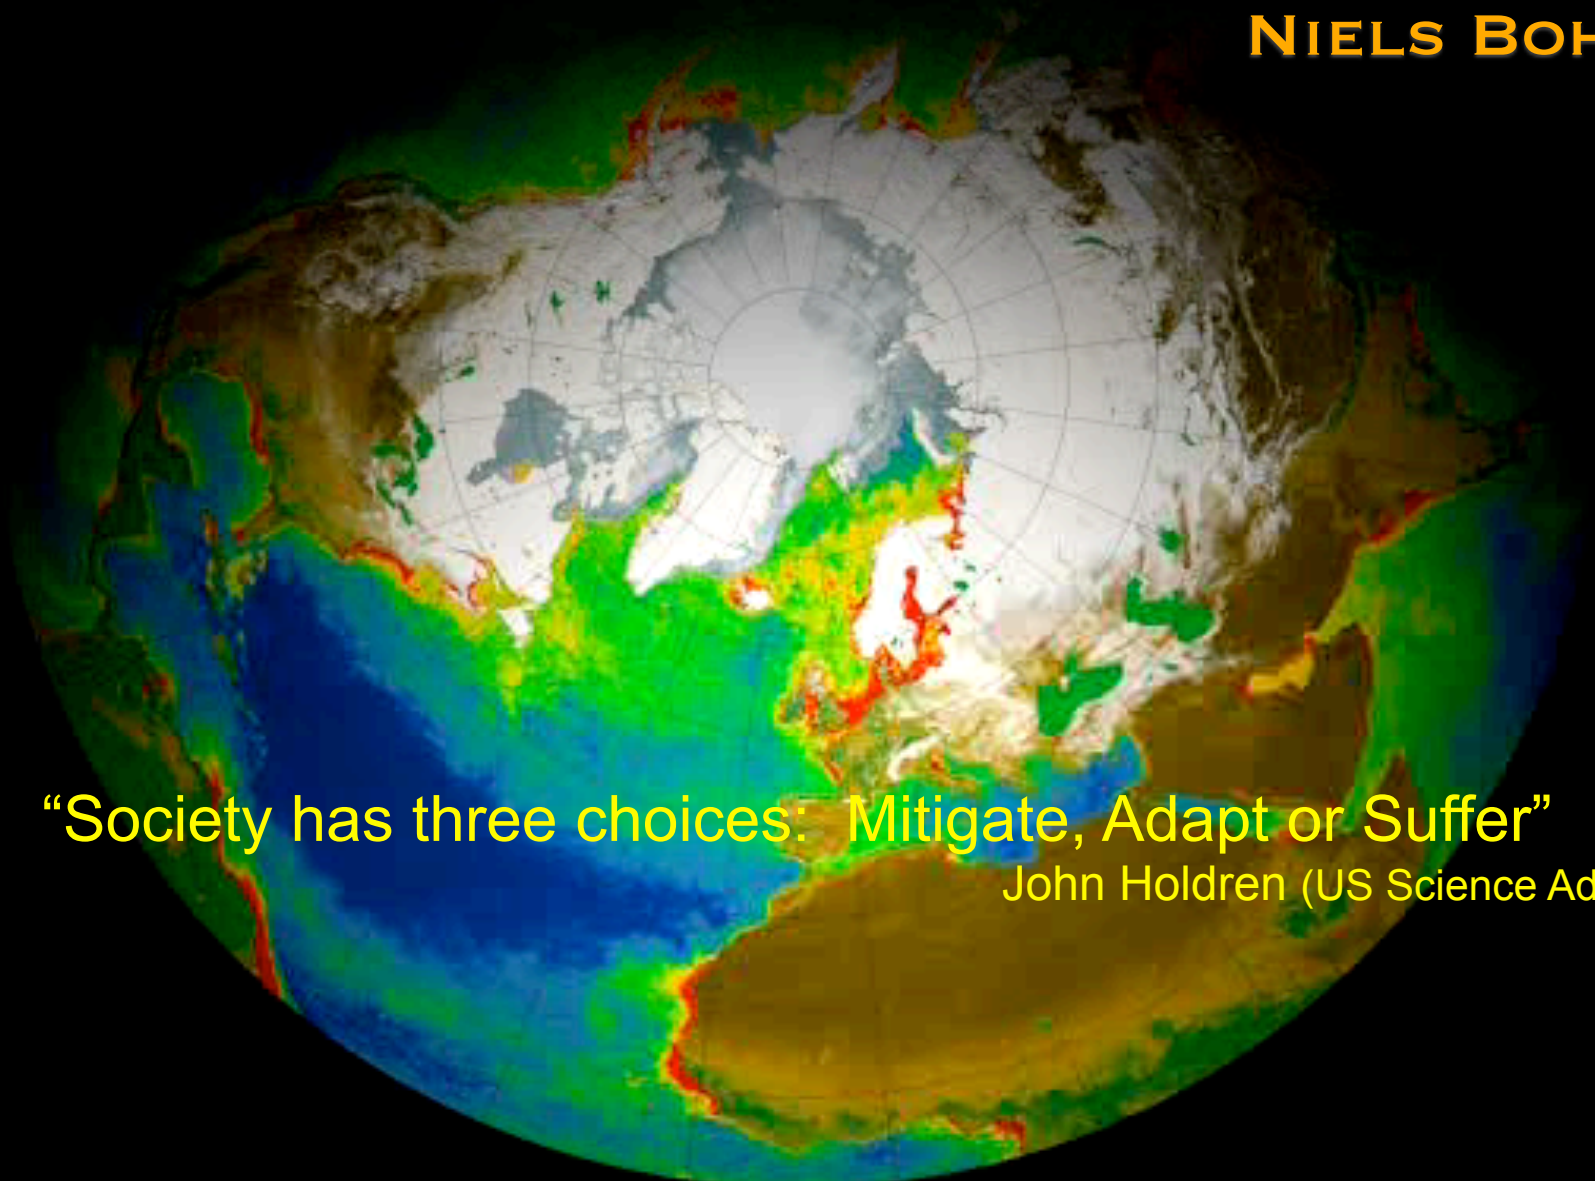 NIELS BOH
“Society has three choices: Mitigate, Adapt or Suffer”
John Holdren (US Science Ad